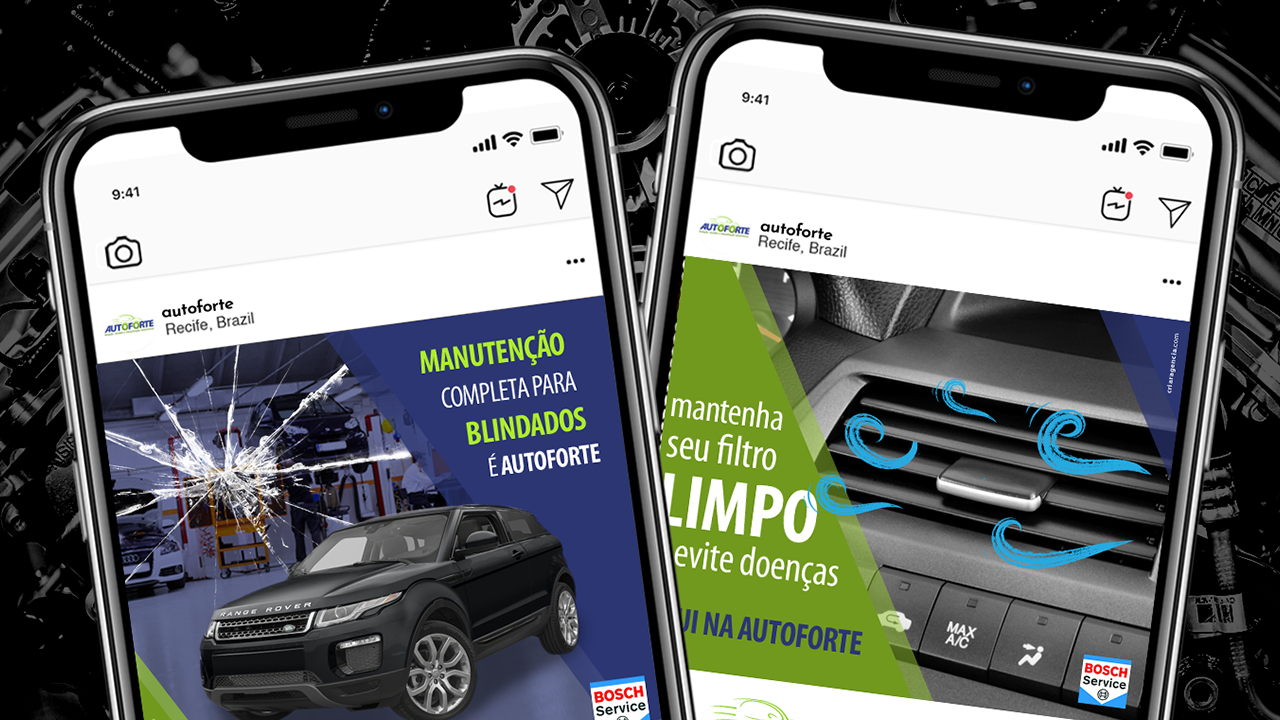 9:41
AUTOFORTE
autoforte
Recife, Brazil
MANUTENÇÃO
COMPLETA PARA
BLINDADOS
É AUTOFORTE
RANGE ROVER
BOSCH
Service
9:41
AUTOFORTE
autoforte
Recife, Brazil
criaragencia.com
mantenha
seu filtro
LIMPO
evite doenças
UI NA AUTOFORTE
MAX
A/C
BOSCH
Service